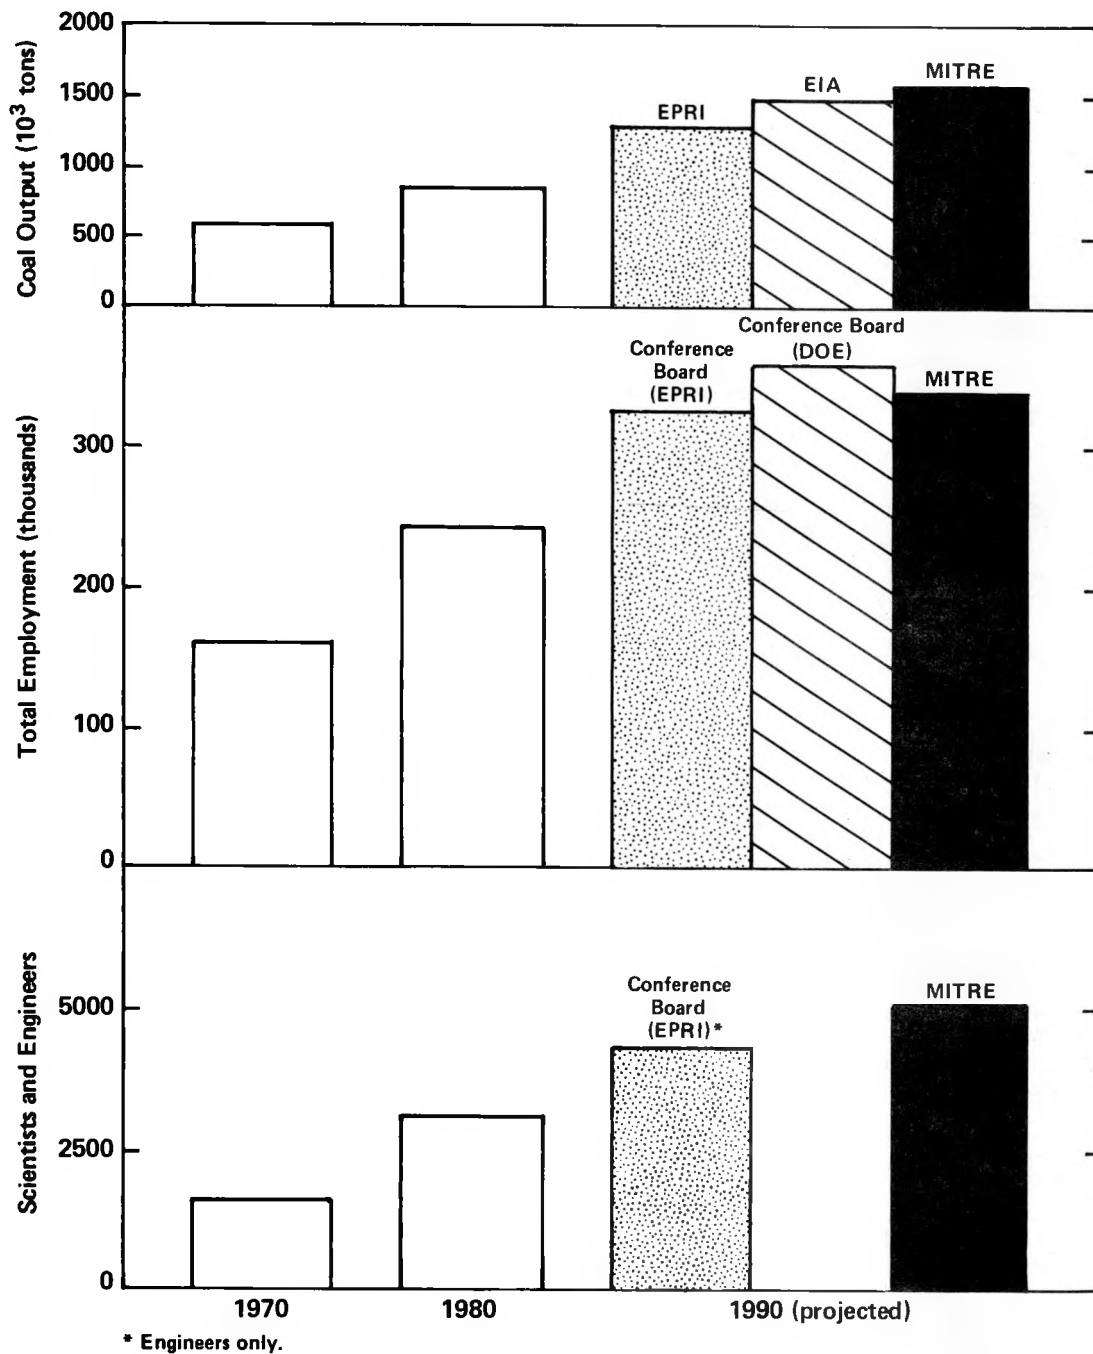 Coal Output (10³ tons)
2000
1500
1000
500
0
EPRI
EIA
MITRE
Total Employment (thousands)
300
200
100
0
Conference
Board
(EPRI)
Conference Board
(DOE)
MITRE
Scientists and Engineers
5000
2500
0
Conference
Board
(EPRI)*
MITRE
1970
1980
1990 (projected)
* Engineers only.